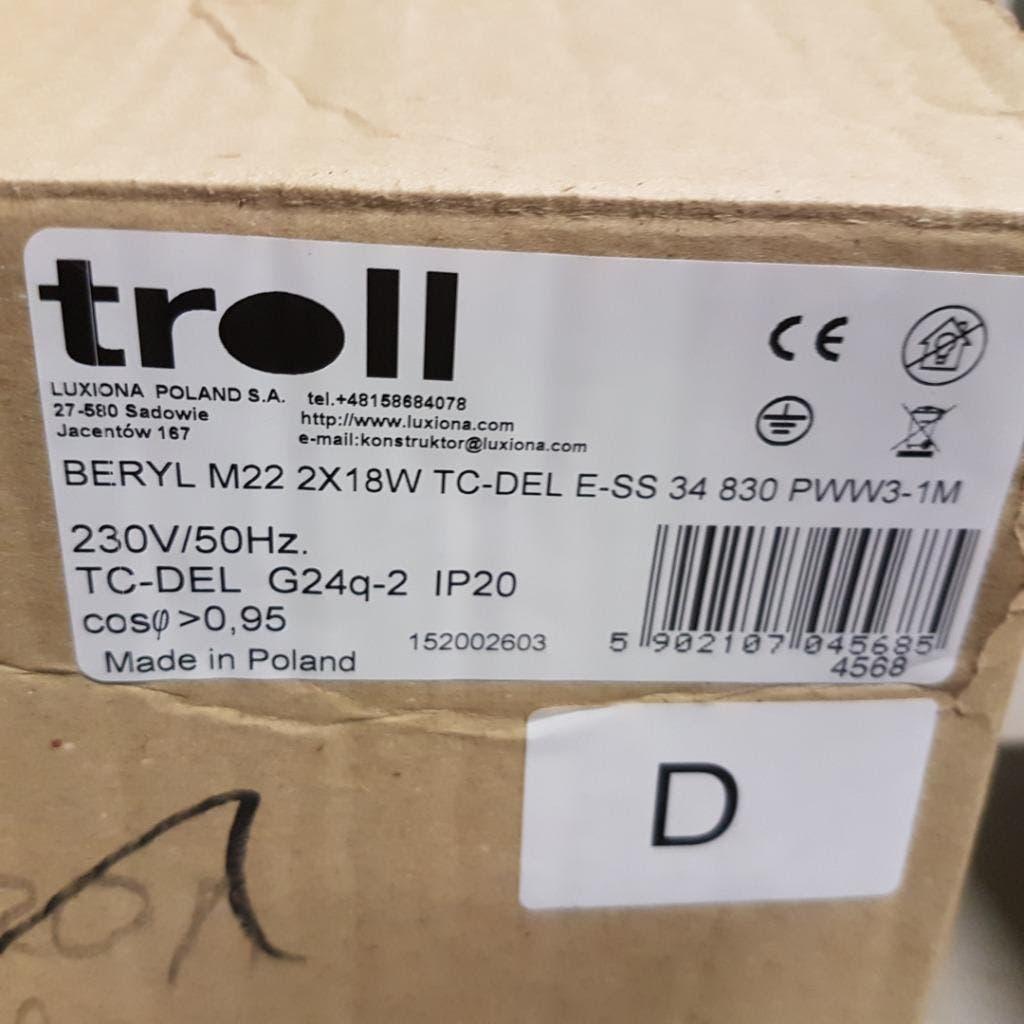 troll
LUXIONA POLAND S.A.
27-580 Sadowie
Jacentów 167
tel.+48158684078
http://www.luxiona.com
e-mail:konstruktor@luxiona.com
CE
BERYL M22 2X18W TC-DEL E-SS 34 830 PWW3-1M
230V/50Hz.
TC-DEL G24q-2 IP20
cosφ>0,95
152002603
Made in Poland
5 902107 045685
4568
D